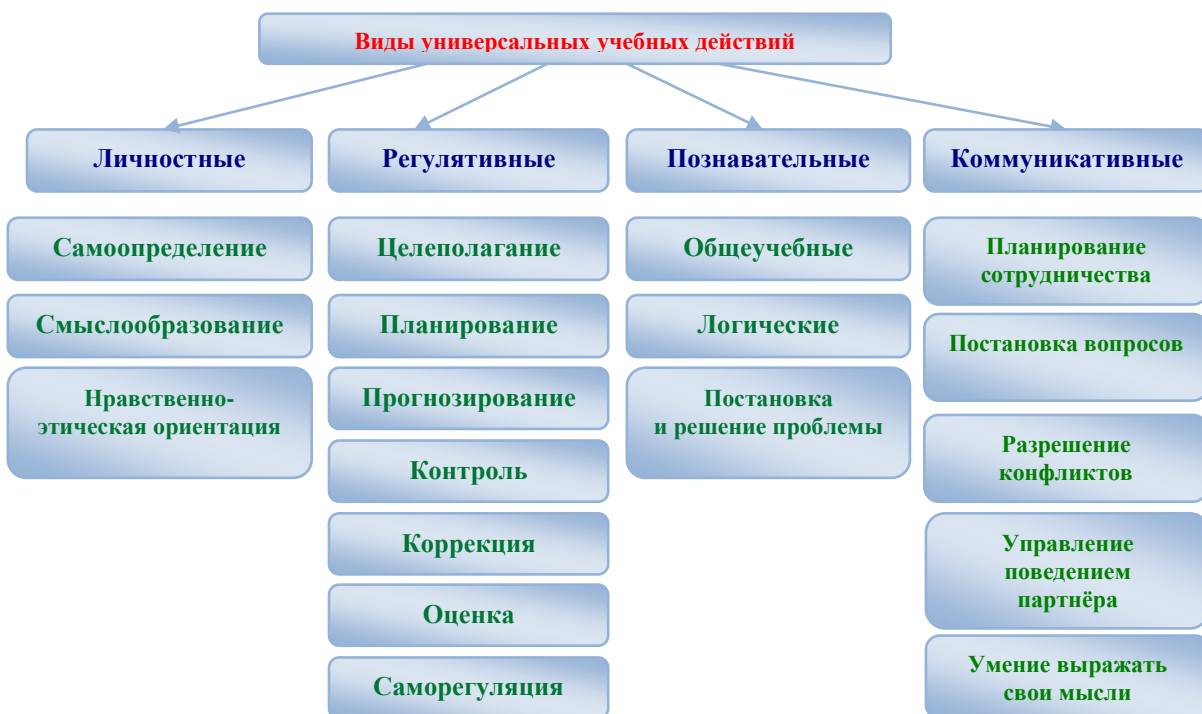 Виды универсальных учебных действий
Личностные
Регулятивные
Познавательные
Коммуникативные
Самоопределение
Смыслообразование
Нравственно-
этическая ориентация
Целеполагание
Планирование
Прогнозирование
Контроль
Коррекция
Оценка
Саморегуляция
Общеучебные
Логические
Постановка
и решение проблемы
Планирование
сотрудничества
Постановка вопросов
Разрешение
конфликтов
Управление
поведением
партнёра
Умение выражать
свои мысли